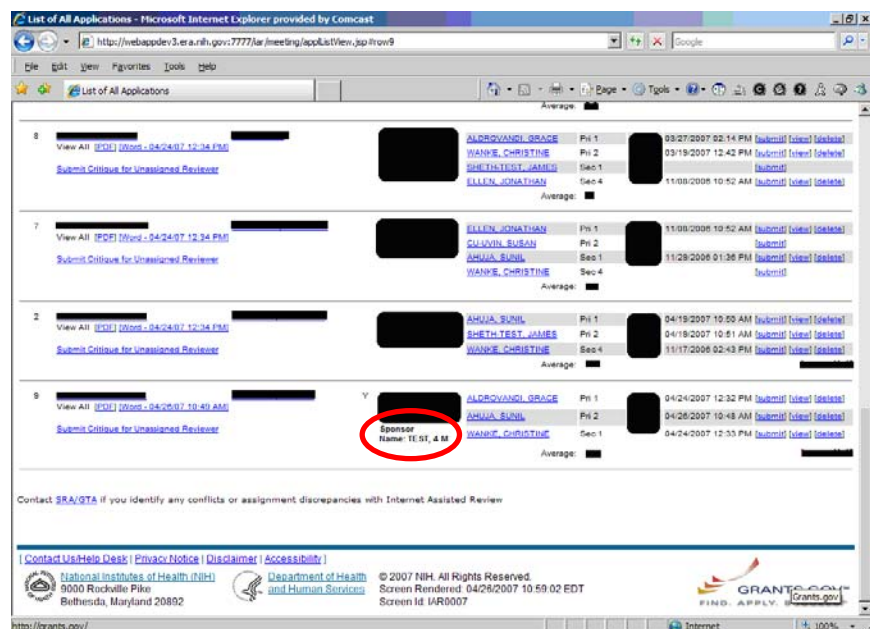 List of All Applications - Microsoft Internet Explorer provided by Comcast
http://webappdev3.era.nih.gov:7777/iar/meeting/applListView.jsp#row9
Google
File Edit View Favorites Tools Help
List of All Applications
Page Tools
Average:
8
View All [PDF] [Word - 04/24/07 12:34 PM]
Submit Critique for Unassigned Reviewer
ALDROVANDI, GRACE Pri 1 03/27/2007 02:14 PM [submit] [view] [delete]
WANKE, CHRISTINE Pri 2 03/19/2007 12:42 PM [submit] [view] [delete]
SHETH-TEST, JAMES Sec 1 [submit]
ELLEN, JONATHAN Sec 4 11/08/2006 10:52 AM [submit] [view] [delete]
Average:
7
View All [PDF] [Word - 04/24/07 12:34 PM]
Submit Critique for Unassigned Reviewer
ELLEN, JONATHAN Pri 1 11/08/2006 10:52 AM [submit] [view] [delete]
CU-UVIN, SUSAN Pri 2 [submit]
AHUJA, SUNIL Sec 1 11/29/2006 01:36 PM [submit] [view] [delete]
WANKE, CHRISTINE Sec 4 [submit]
Average:
2
View All [PDF] [Word - 04/24/07 12:34 PM]
Submit Critique for Unassigned Reviewer
AHUJA, SUNIL Pri 1 04/19/2007 10:50 AM [submit] [view] [delete]
SHETH-TEST, JAMES Pri 2 04/19/2007 10:51 AM [submit] [view] [delete]
WANKE, CHRISTINE Sec 4 11/17/2006 02:43 PM [submit] [view] [delete]
Average:
9 Y
View All [PDF] [Word - 04/26/07 10:49 AM]
Submit Critique for Unassigned Reviewer
Sponsor
Name: TEST, 4 M
ALDROVANDI, GRACE Pri 1 04/24/2007 12:32 PM [submit] [view] [delete]
AHUJA, SUNIL Pri 2 04/26/2007 10:48 AM [submit] [view] [delete]
WANKE, CHRISTINE Sec 1 04/24/2007 12:33 PM [submit] [view] [delete]
Average:
Contact SRA/GTA if you identify any conflicts or assignment discrepancies with Internet Assisted Review
[ Contact Us/Help Desk | Privacy Notice | Disclaimer | Accessibility ]
National Institutes of Health (NIH)
9000 Rockville Pike
Bethesda, Maryland 20892
Department of Health
and Human Services
© 2007 NIH. All Rights Reserved.
Screen Rendered: 04/26/2007 10:59:02 EDT
Screen Id: IAR0007
GRANTS.GOV
FIND. APPLY.
Grants.gov
http://grants.gov/ Internet 100%